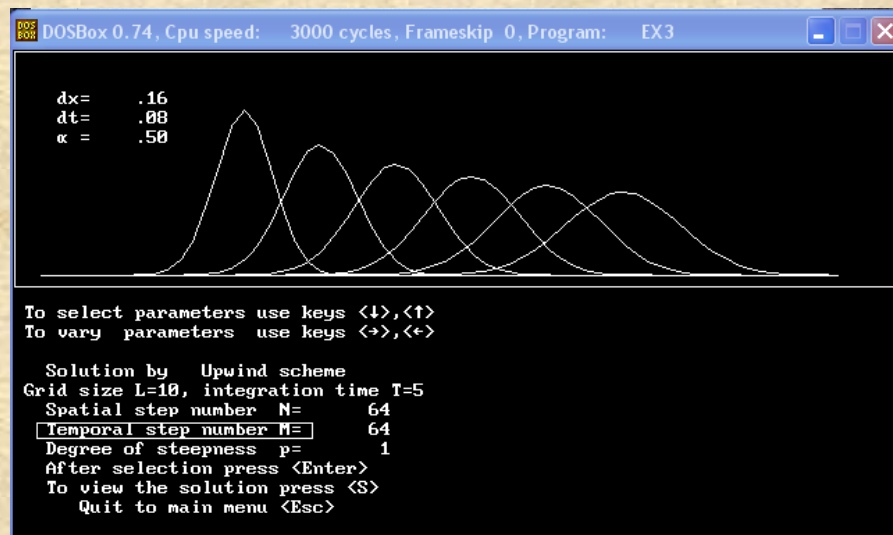 DOS
BOX
DOSBox 0.74, Cpu speed: 3000 cycles, Frameskip 0, Program: EX3
dx= .16
dt= .08
α = .50
To select parameters use keys <↓>,<↑>
To vary parameters use keys <→>,<←>
Solution by Upwind scheme
Grid size L=10, integration time T=5
Spatial step number N= 64
Temporal step number M= 64
Degree of steepness p= 1
After selection press <Enter>
To view the solution press <S>
Quit to main menu <Esc>